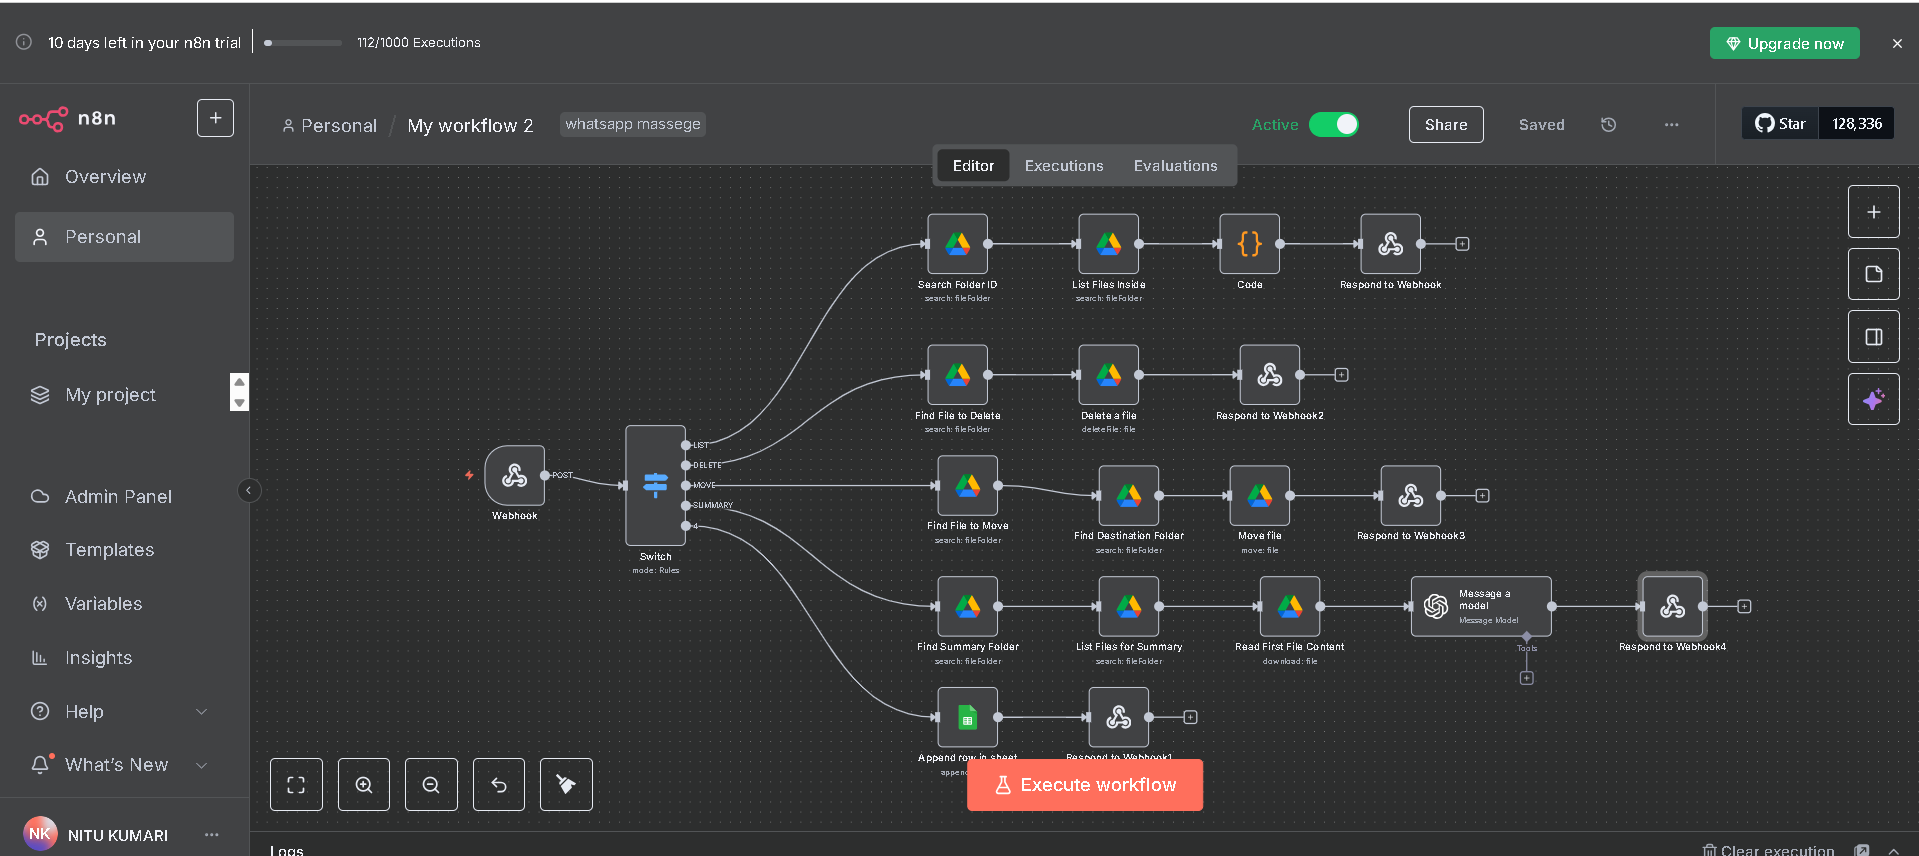 10 days left in your n8n trial
112/1000 Executions
Upgrade now
n8n
Personal / My workflow 2
whatsapp massege
Active
Share
Saved
Star
128,336
Editor
Executions
Evaluations
Overview
Personal
Projects
My project
Admin Panel
Templates
Variables
Insights
Help
What's New
NK
NITU KUMARI
Webhook
POST
Switch
mode: Rules
LIST
DELETE
MOVE
SUMMARY
4
Search Folder ID
search: fileFolder
List Files Inside
search: fileFolder
Code
Respond to Webhook
Find File to Delete
search: fileFolder
Delete a file
deleteFile: file
Respond to Webhook2
Find File to Move
search: fileFolder
Find Destination Folder
search: fileFolder
Move file
move: file
Respond to Webhook3
Find Summary Folder
search: fileFolder
List Files for Summary
search: fileFolder
Read First File Content
download: file
Message a
model
Message Model
Tools
Respond to Webhook4
Append row in sheet
Respond to Webhook1
Execute workflow
Logs
Clear execution